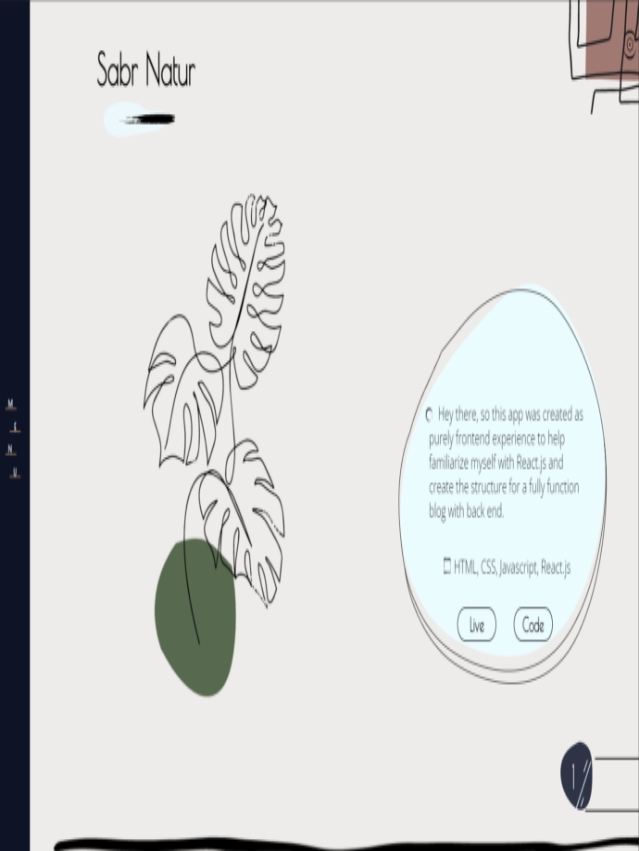 Sabr Natur
M
E
N
U
Hey there, so this app was created as
purely frontend experience to help
familiarize myself with React.js and
create the structure for a fully function
blog with back end.
HTML, CSS, Javascript, React.js
Live
Code
1/